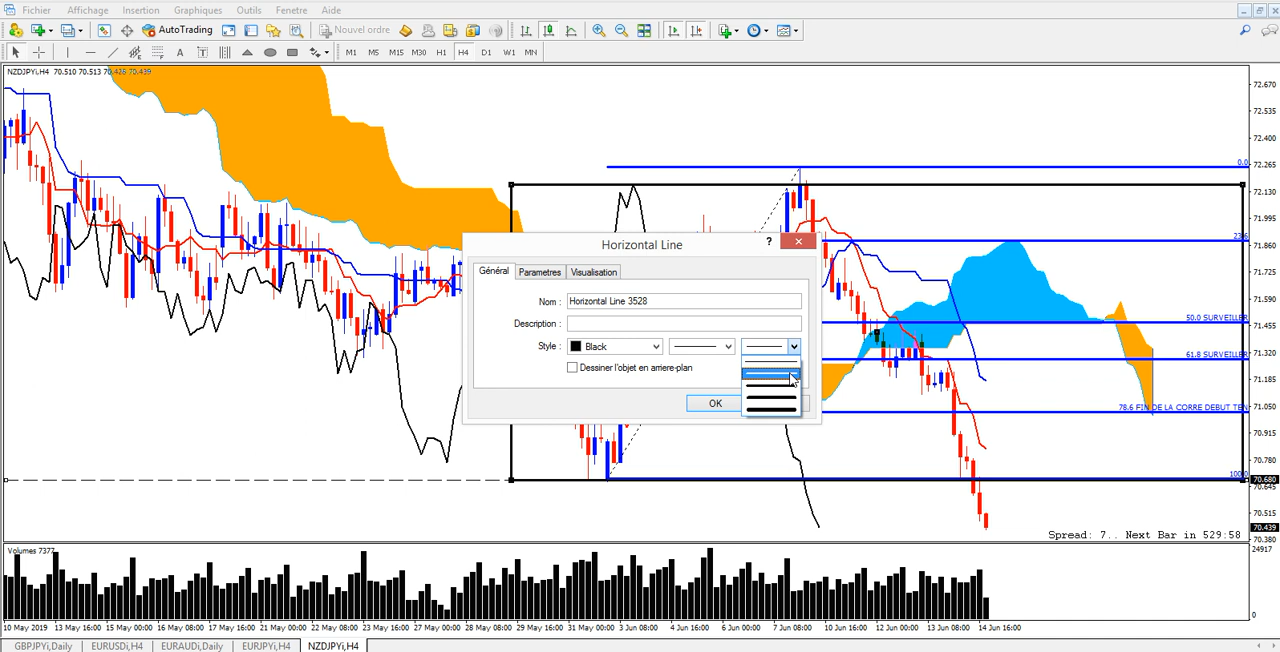 Fichier Affichage Insertion Graphiques Outils Fenetre Aide
AutoTrading Nouvel ordre
A T M1 M5 M15 M30 H1 H4 D1 W1 MN
NZDJPYi,H4 70.510 70.513 70.428 70.439
72.670
72.535
72.400
72.265
72.130
71.995
71.860
71.725
71.590
71.455
71.320
71.185
71.050
70.915
70.780
70.680
70.645
70.515
70.439
70.380
0.0
23.6
50.0 SURVEILLER
61.8 SURVEILLER
78.6 FIN DE LA CORRE DEBUT TEN
100.0
Horizontal Line
?
Général Parametres Visualisation
Nom : Horizontal Line 3528
Description :
Style : Black
Dessiner l'objet en arriere-plan
OK
Spread: 7.. Next Bar in 529:58
Volumes 7377
24917
0
10 May 2019 13 May 16:00 15 May 00:00 16 May 08:00 17 May 16:00 21 May 00:00 22 May 08:00 23 May 16:00 27 May 00:00 28 May 08:00 29 May 16:00 31 May 00:00 3 Jun 08:00 4 Jun 16:00 6 Jun 00:00 7 Jun 08:00 10 Jun 16:00 12 Jun 00:00 13 Jun 08:00 14 Jun 16:00
GBPJPYi,Daily EURUSDi,H4 EURAUDi,Daily EURJPYi,H4 NZDJPYi,H4